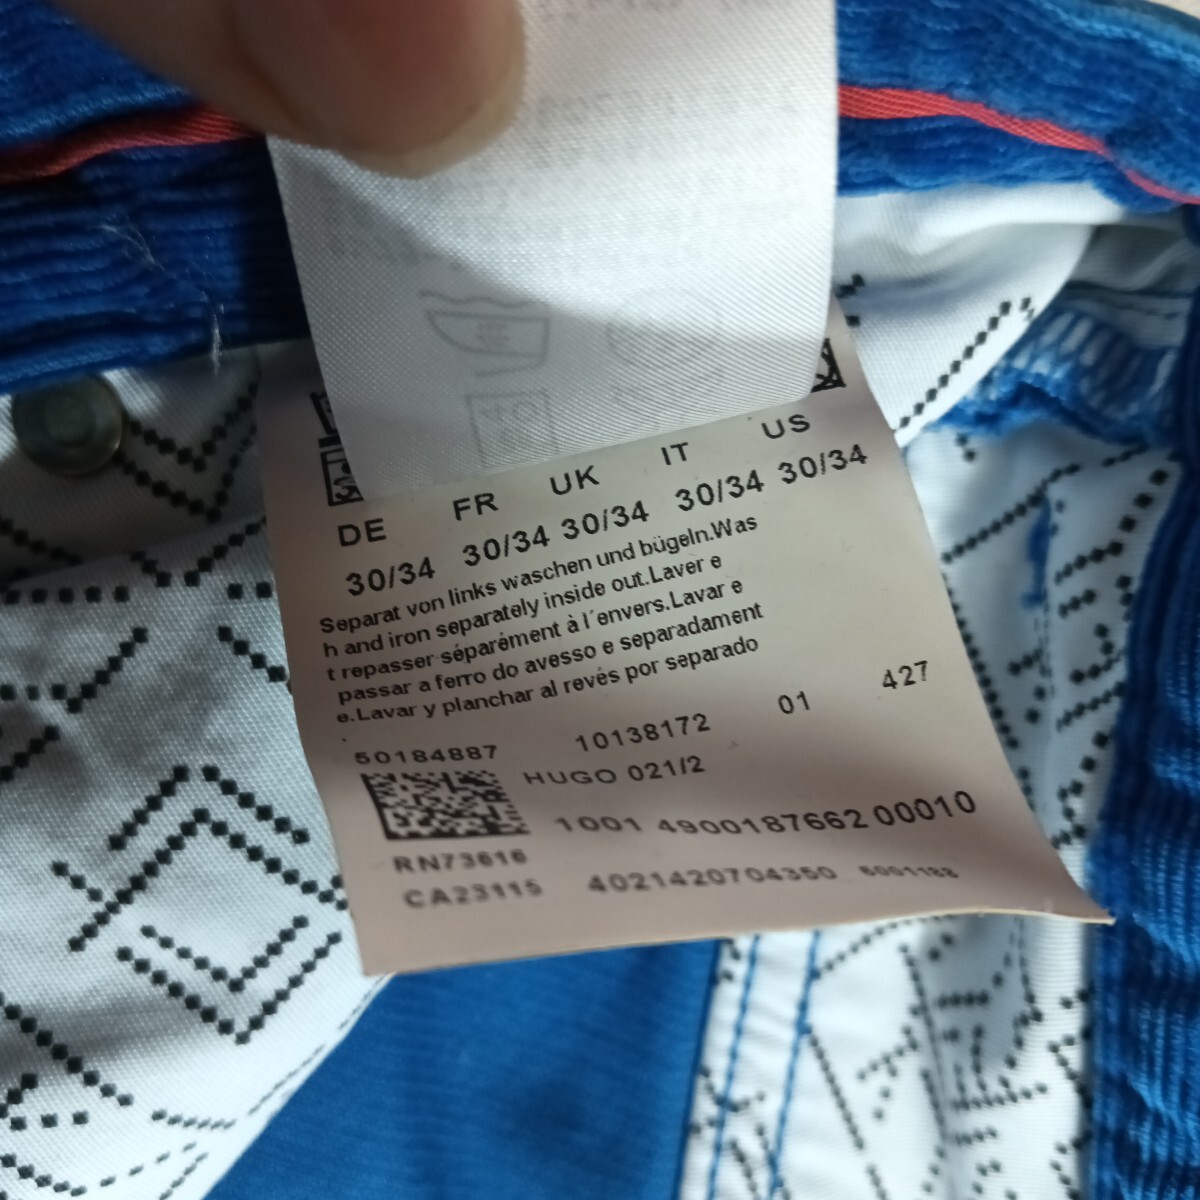 DE FR UK IT US
30/34 30/34 30/34 30/34 30/34
Separat von links waschen und bügeln.Was
h and iron separately inside out.Laver e
t repasser séparément à l´envers.Lavar e
passar a ferro do avesso e separadament
e.Lavar y planchar al revés por separado
.
50184887 10138172 01 427
HUGO 021/2
1001 4900187662 00010
RN73616
CA23115 4021420704350 6001188